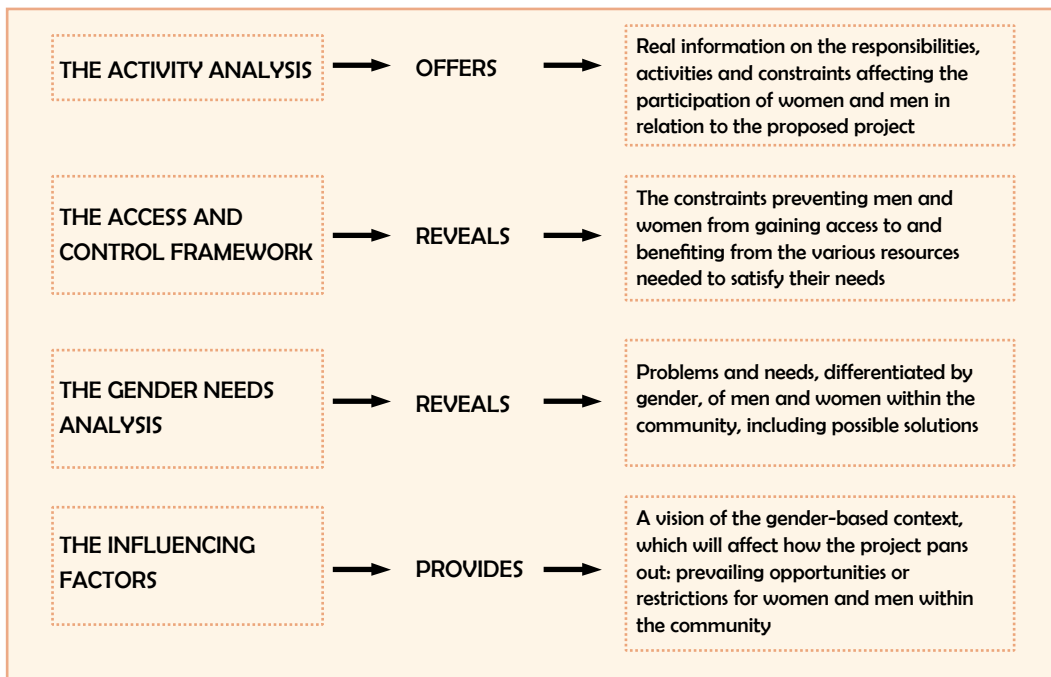 THE ACTIVITY ANALYSIS
OFFERS
Real information on the responsibilities,
activities and constraints affecting the
participation of women and men in
relation to the proposed project
THE ACCESS AND
CONTROL FRAMEWORK
REVEALS
The constraints preventing men and
women from gaining access to and
benefiting from the various resources
needed to satisfy their needs
THE GENDER NEEDS
ANALYSIS
REVEALS
Problems and needs, differentiated by
gender, of men and women within the
community, including possible solutions
THE INFLUENCING
FACTORS
PROVIDES
A vision of the gender-based context,
which will affect how the project pans
out: prevailing opportunities or
restrictions for women and men within
the community